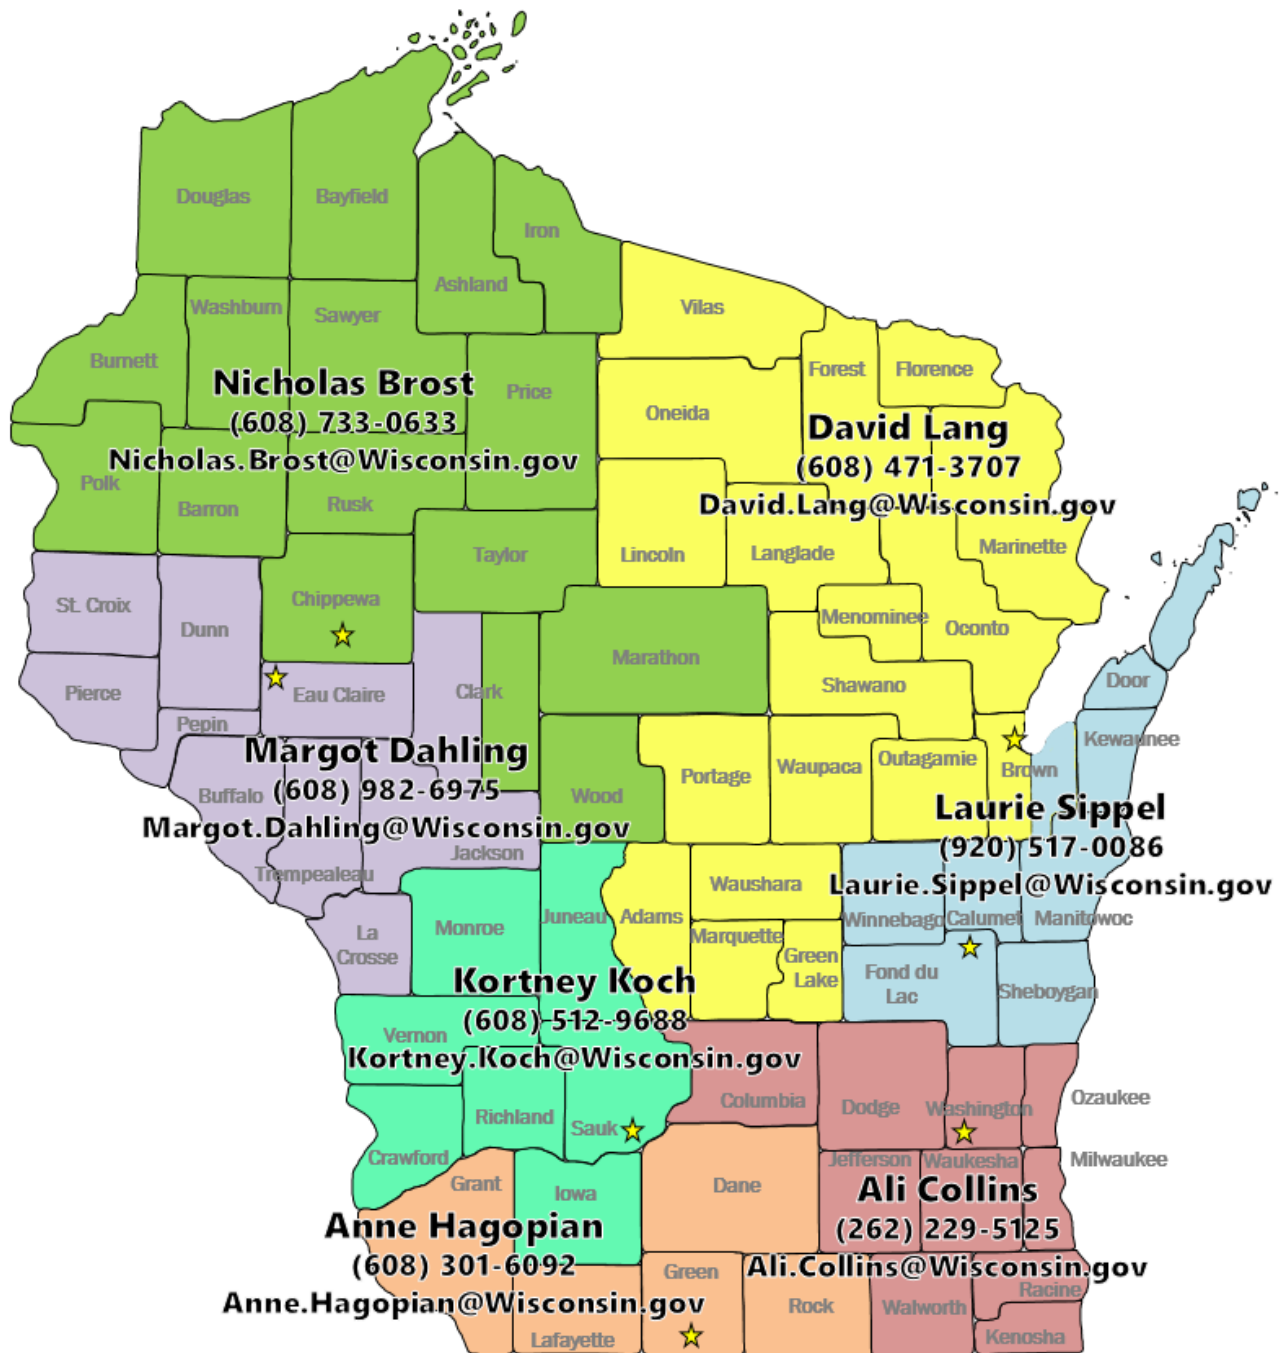 Douglas
Bayfield
Iron
Ashland
Vilas
Washburn
Sawyer
Burnett
Forest
Florence
Price
Oneida
Nicholas Brost
(608) 733-0633
Nicholas.Brost@Wisconsin.gov
David Lang
(608) 471-3707
David.Lang@Wisconsin.gov
Polk
Barron
Rusk
Taylor
Lincoln
Langlade
Marinette
St. Croix
Dunn
Chippewa
Menominee
Oconto
Marathon
Pierce
Eau Claire
Clark
Shawano
Door
Pepin
Kewaunee
Margot Dahling
(608) 982-6975
Margot.Dahling@Wisconsin.gov
Buffalo
Wood
Portage
Waupaca
Outagamie
Brown
Laurie Sippel
(920) 517-0086
Laurie.Sippel@Wisconsin.gov
Jackson
Trempealeau
Waushara
Winnebago
Calumet
Manitowoc
La
Crosse
Monroe
Juneau
Adams
Marquette
Green
Lake
Fond du
Lac
Sheboygan
Kortney Koch
(608) 512-9688
Kortney.Koch@Wisconsin.gov
Vernon
Richland
Sauk
Columbia
Dodge
Washington
Ozaukee
Crawford
Grant
Iowa
Dane
Jefferson
Waukesha
Milwaukee
Ali Collins
(262) 229-5125
Ali.Collins@Wisconsin.gov
Anne Hagopian
(608) 301-6092
Anne.Hagopian@Wisconsin.gov
Green
Rock
Walworth
Racine
Lafayette
Kenosha